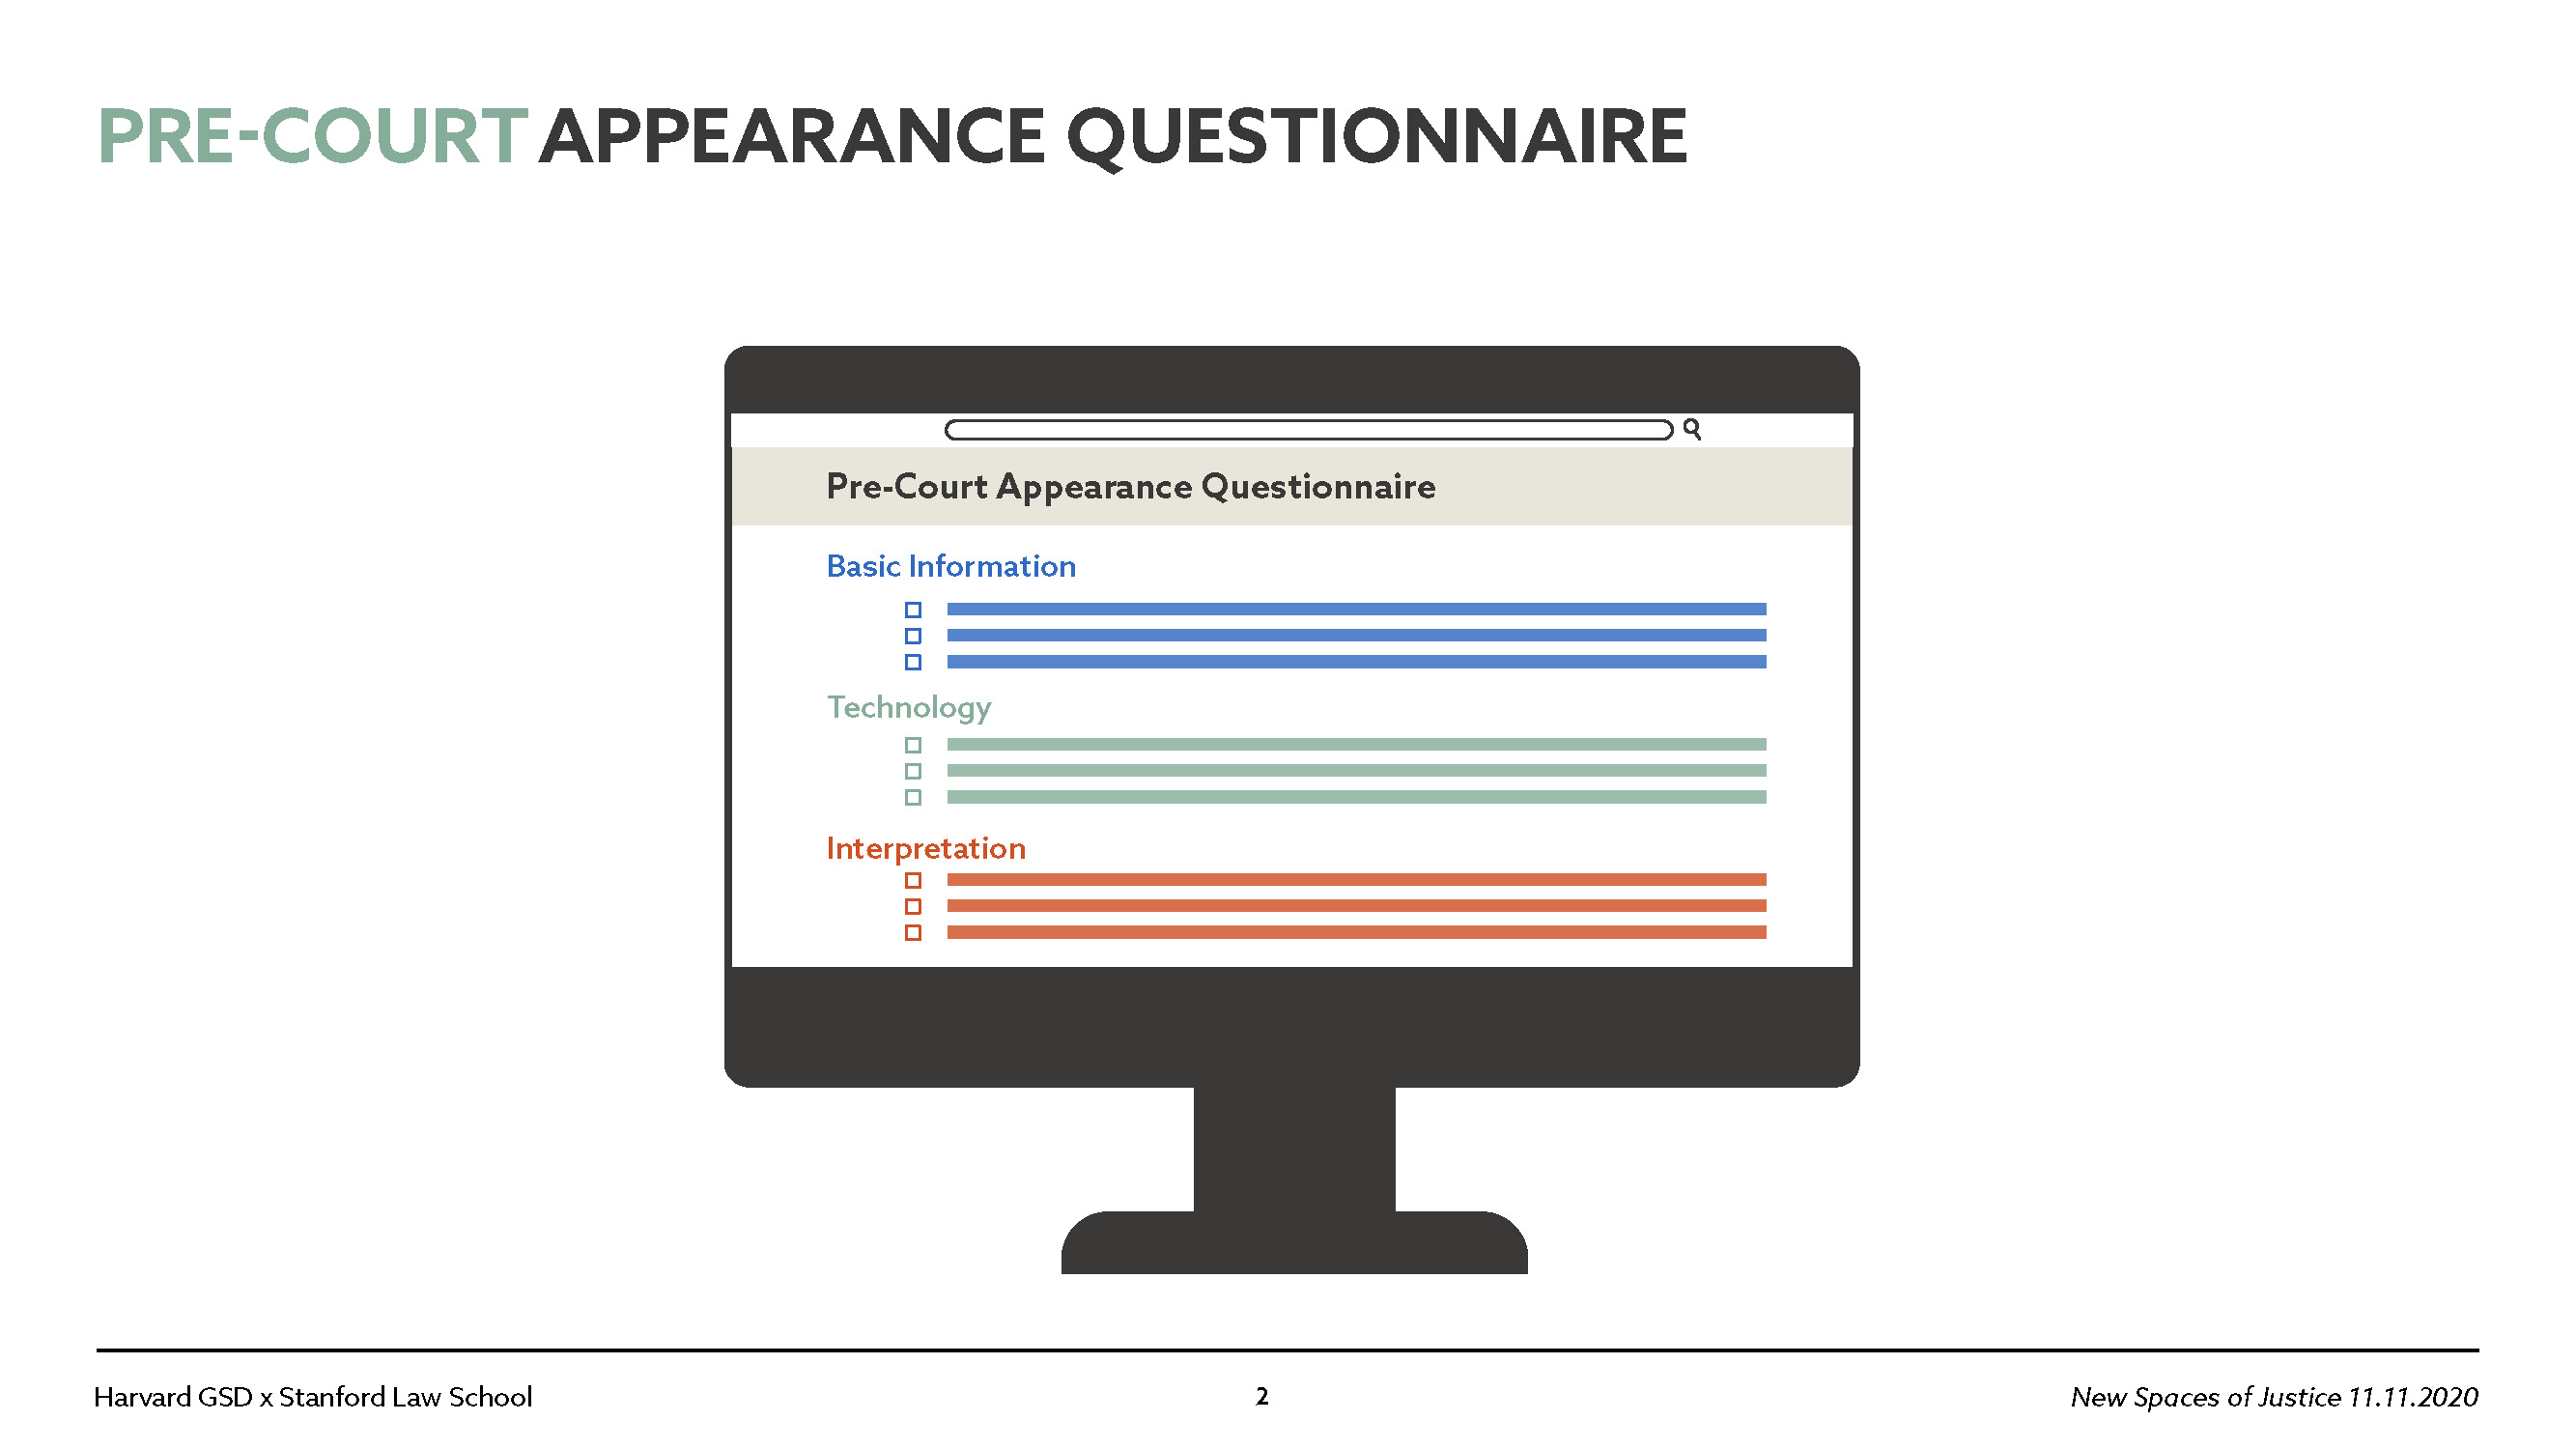 PRE-COURT APPEARANCE QUESTIONNAIRE
Pre-Court Appearance Questionnaire
Basic Information
Technology
Interpretation
Harvard GSD x Stanford Law School
2
New Spaces of Justice 11.11.2020